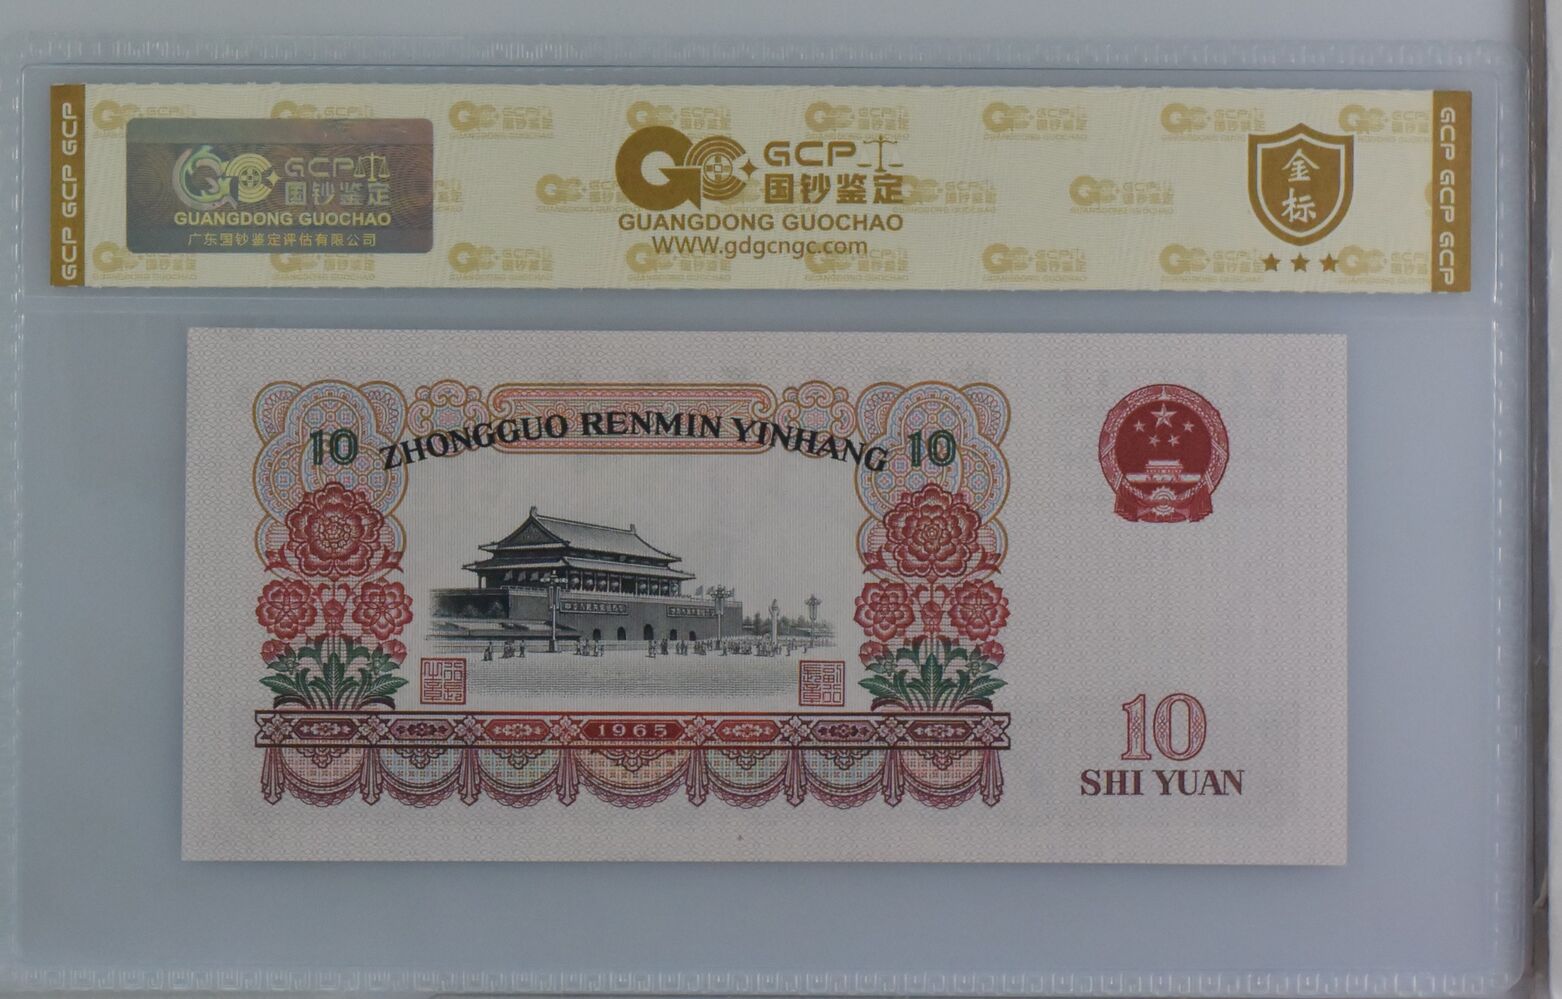 GCP GCP GCP
GCP
国钞鉴定
GUANGDONG GUOCHAO
广东国钞鉴定评估有限公司
GCP
国钞鉴定
GUANGDONG GUOCHAO
WWW.gdgcngc.com
金标
GCP GCP GCP
10 ZHONGGUO RENMIN YINHANG 10
1965
10
SHI YUAN